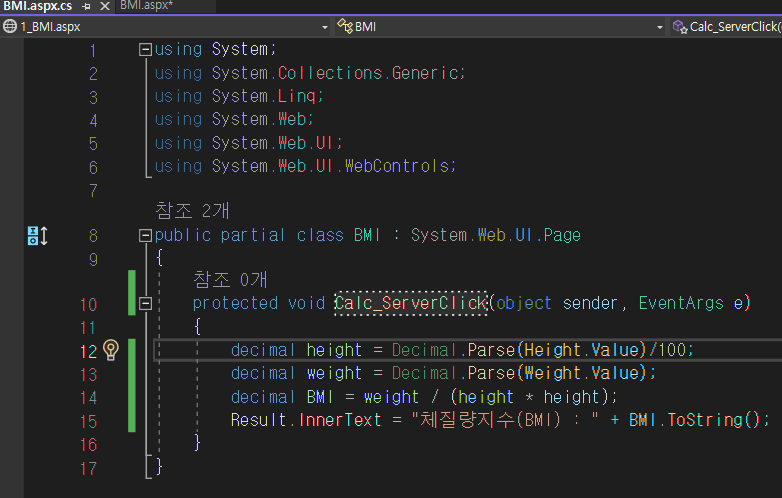 BMI.aspx.cs BMI.aspx*
1_BMI.aspx BMI Calc_ServerClick(
1 using System;
2 using System.Collections.Generic;
3 using System.Linq;
4 using System.Web;
5 using System.Web.UI;
6 using System.Web.UI.WebControls;
7
참조 2개
8 public partial class BMI : System.Web.UI.Page
9 {
참조 0개
10 protected void Calc_ServerClick(object sender, EventArgs e)
11 {
12 decimal height = Decimal.Parse(Height.Value)/100;
13 decimal weight = Decimal.Parse(Weight.Value);
14 decimal BMI = weight / (height * height);
15 Result.InnerText = "체질량지수(BMI) : " + BMI.ToString();
16 }
17 }